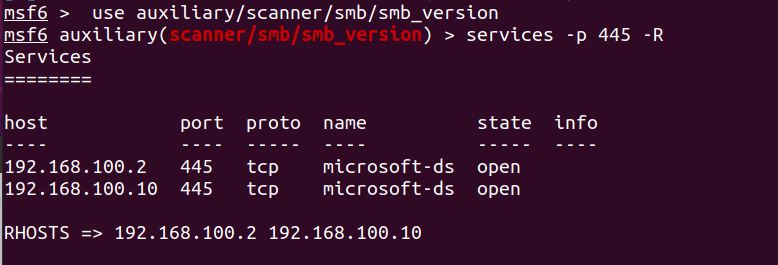 msf6 > use auxiliary/scanner/smb/smb_version
msf6 auxiliary(scanner/smb/smb_version) > services -p 445 -R
Services
========
host port proto name state info
---- ---- ----- ---- ----- ----
192.168.100.2 445 tcp microsoft-ds open
192.168.100.10 445 tcp microsoft-ds open
RHOSTS => 192.168.100.2 192.168.100.10